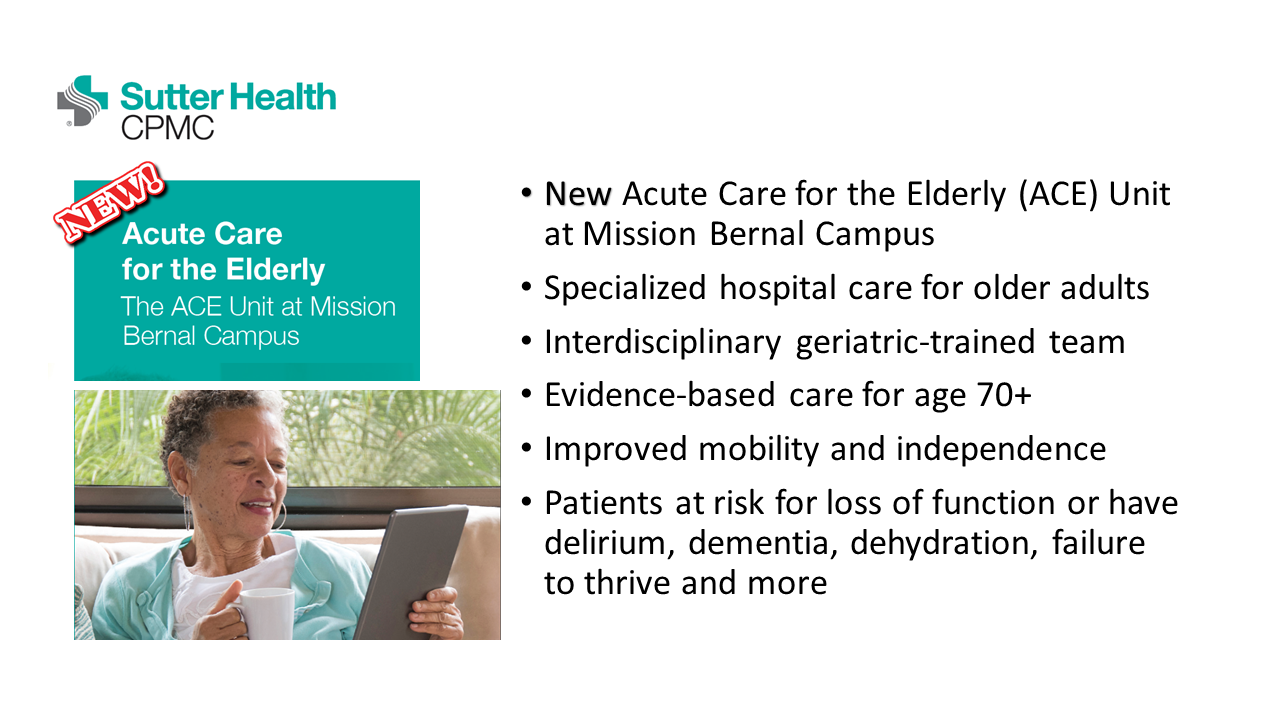 Sutter Health
CPMC
®
NEW!
Acute Care
for the Elderly
The ACE Unit at Mission
Bernal Campus
• New Acute Care for the Elderly (ACE) Unit
at Mission Bernal Campus
• Specialized hospital care for older adults
• Interdisciplinary geriatric-trained team
• Evidence-based care for age 70+
• Improved mobility and independence
• Patients at risk for loss of function or have
delirium, dementia, dehydration, failure
to thrive and more